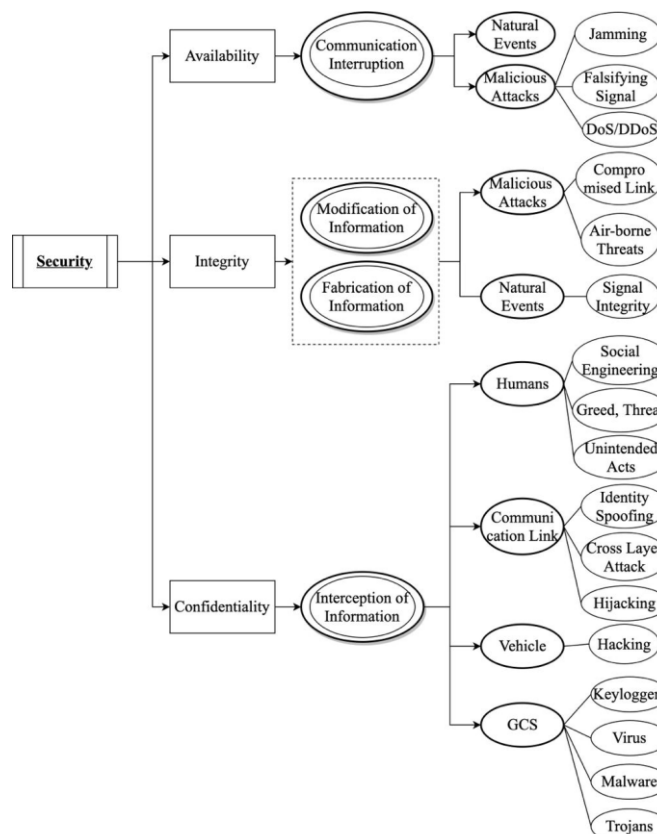 Security
Availability
Communication
Interruption
Natural
Events
Malicious
Attacks
Jamming
Falsifying
Signal
DoS/DDoS
Integrity
Modification of
Information
Fabrication of
Information
Malicious
Attacks
Compro
mised Link
Air-borne
Threats
Natural
Events
Signal
Integrity
Confidentiality
Interception of
Information
Humans
Social
Engineering
Greed, Threa
Unintended
Acts
Communi
cation Link
Identity
Spoofing
Cross Laye
Attack
Hijacking
Vehicle
Hacking
GCS
Keylogger
Virus
Malware
Trojans